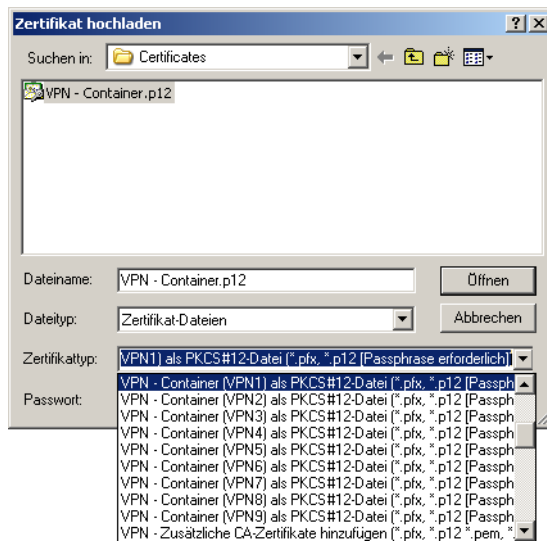 Zertifikat hochladen
Suchen in: Certificates
VPN - Container.p12
Dateiname: VPN - Container.p12 Öffnen
Dateityp: Zertifikat-Dateien Abbrechen
Zertifikattyp: VPN1) als PKCS#12-Datei (*.pfx, *.p12 [Passphrase erforderlich]
Passwort:
VPN - Container (VPN1) als PKCS#12-Datei (*.pfx, *.p12 [Passph
VPN - Container (VPN2) als PKCS#12-Datei (*.pfx, *.p12 [Passph
VPN - Container (VPN3) als PKCS#12-Datei (*.pfx, *.p12 [Passph
VPN - Container (VPN4) als PKCS#12-Datei (*.pfx, *.p12 [Passph
VPN - Container (VPN5) als PKCS#12-Datei (*.pfx, *.p12 [Passph
VPN - Container (VPN6) als PKCS#12-Datei (*.pfx, *.p12 [Passph
VPN - Container (VPN7) als PKCS#12-Datei (*.pfx, *.p12 [Passph
VPN - Container (VPN8) als PKCS#12-Datei (*.pfx, *.p12 [Passph
VPN - Container (VPN9) als PKCS#12-Datei (*.pfx, *.p12 [Passph
VPN - Zusätzliche CA-Zertifikate hinzufügen (*.pfx, *.p12 *.pem, *.